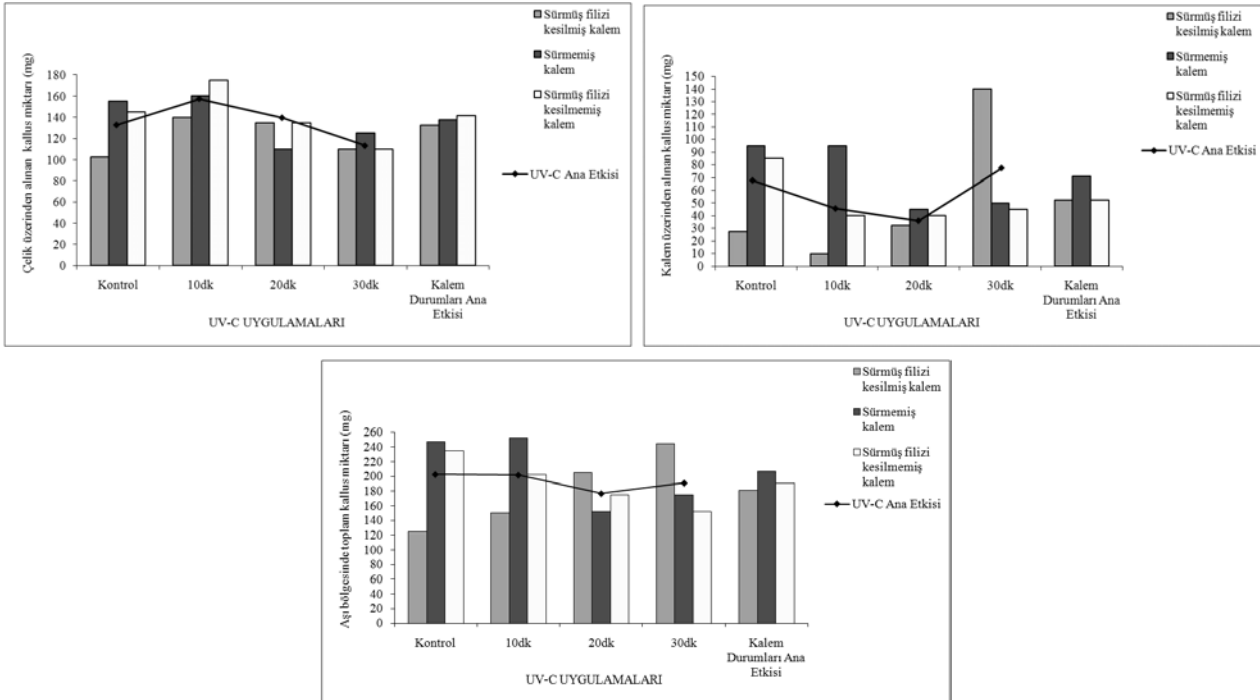 Sürmüş filizi
kesilmiş kalem
Sürmemiş
kalem
Sürmüş filizi
kesilmemiş
kalem
UV-C Ana Etkisi
Çelik üzerinden alınan kallus miktarı (mg)
180
160
140
120
100
80
60
40
20
0
Kontrol 10dk 20dk 30dk Kalem
Durumları Ana
Etkisi
UV-C UYGULAMALARI
Sürmüş filizi
kesilmiş kalem
Sürmemiş
kalem
Sürmüş filizi
kesilmemiş
kalem
UV-C Ana Etkisi
Kalem üzerinden alınan kallus miktarı (mg)
150
140
130
120
110
100
90
80
70
60
50
40
30
20
10
0
Kontrol 10dk 20dk 30dk Kalem
Durumları Ana
Etkisi
UV-C UYGULAMALARI
Sürmüş filizi
kesilmiş kalem
Sürmemiş
kalem
Sürmüş filizi
kesilmemiş
kalem
UV-C Ana Etkisi
Aşı bölgesinde toplam kallus miktarı (mg)
260
240
220
200
180
160
140
120
100
80
60
40
20
0
Kontrol 10dk 20dk 30dk Kalem
Durumları Ana
Etkisi
UV-C UYGULAMALARI